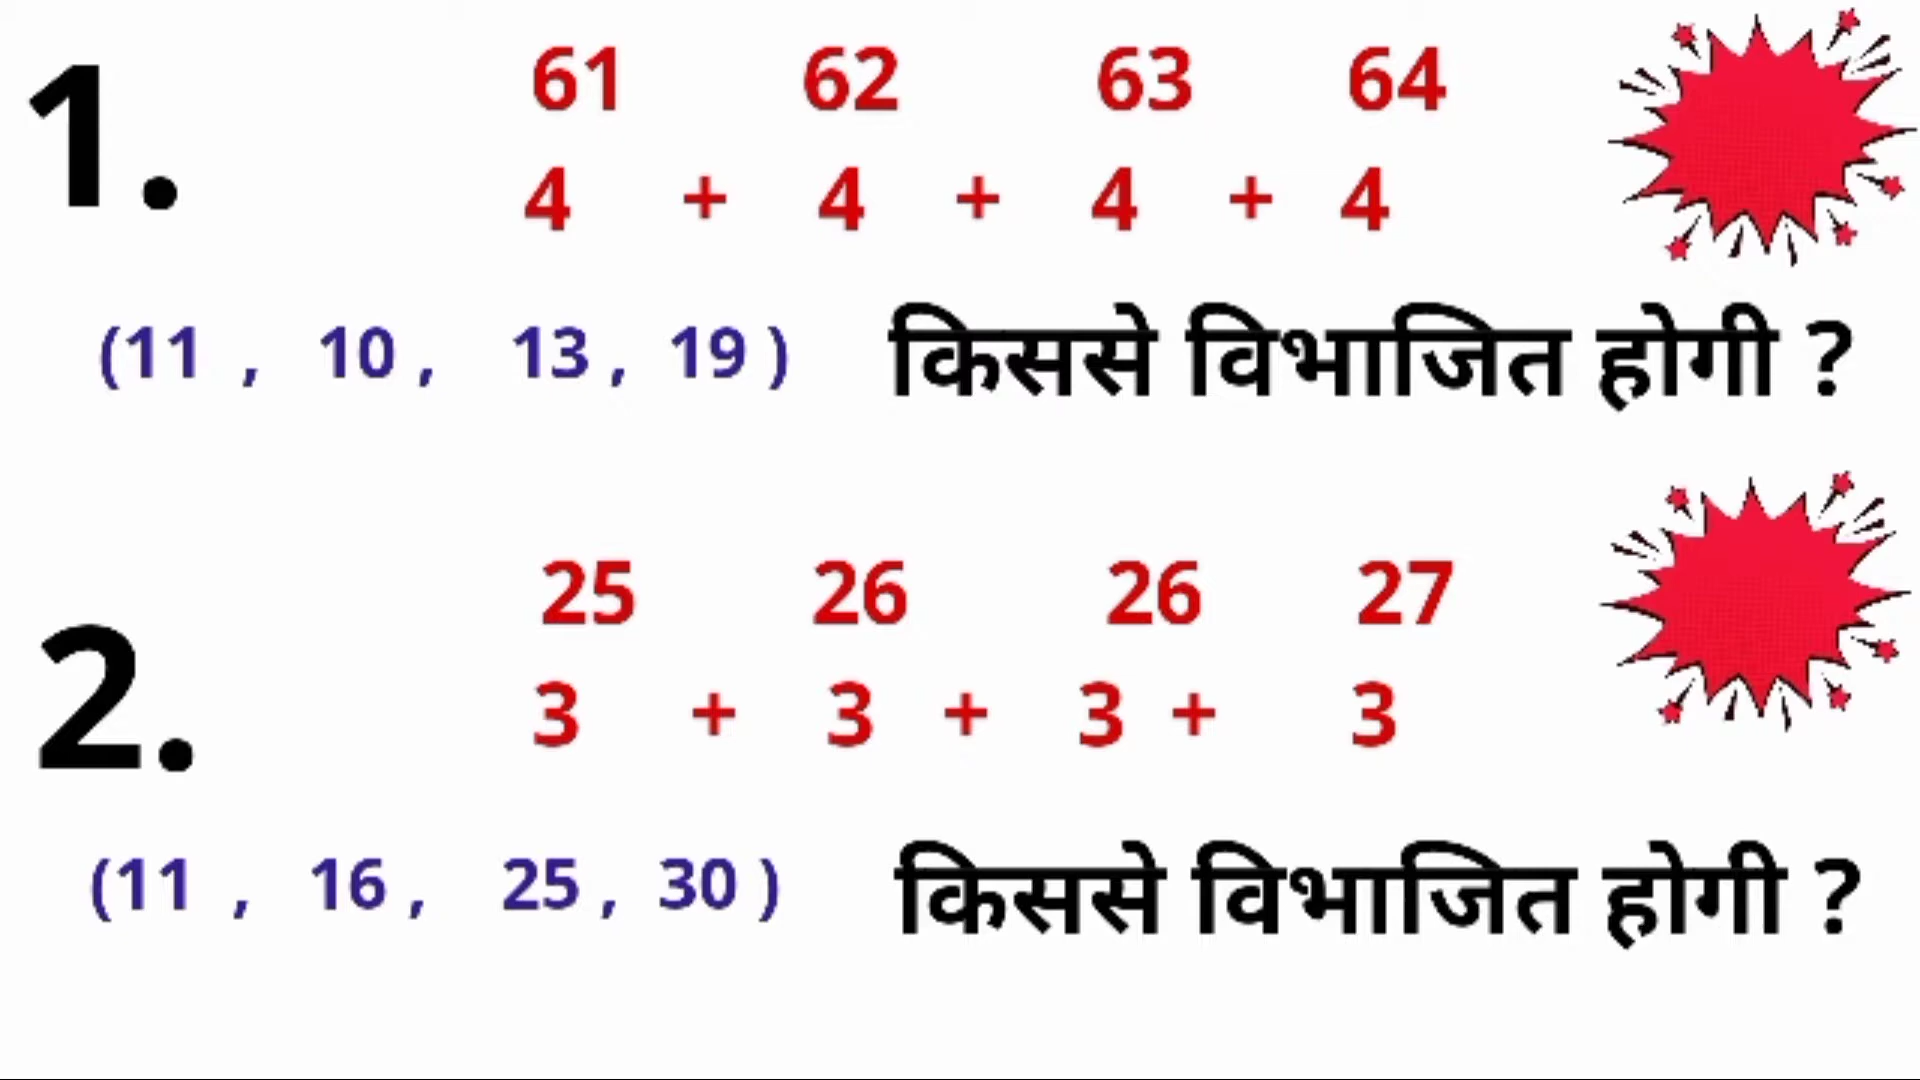 1.
61 62 63 64
4 + 4 + 4 + 4
(11 , 10 , 13 , 19 ) किससे विभाजित होगी ?
2.
25 26 26 27
3 + 3 + 3 + 3
(11 , 16 , 25 , 30 ) किससे विभाजित होगी ?